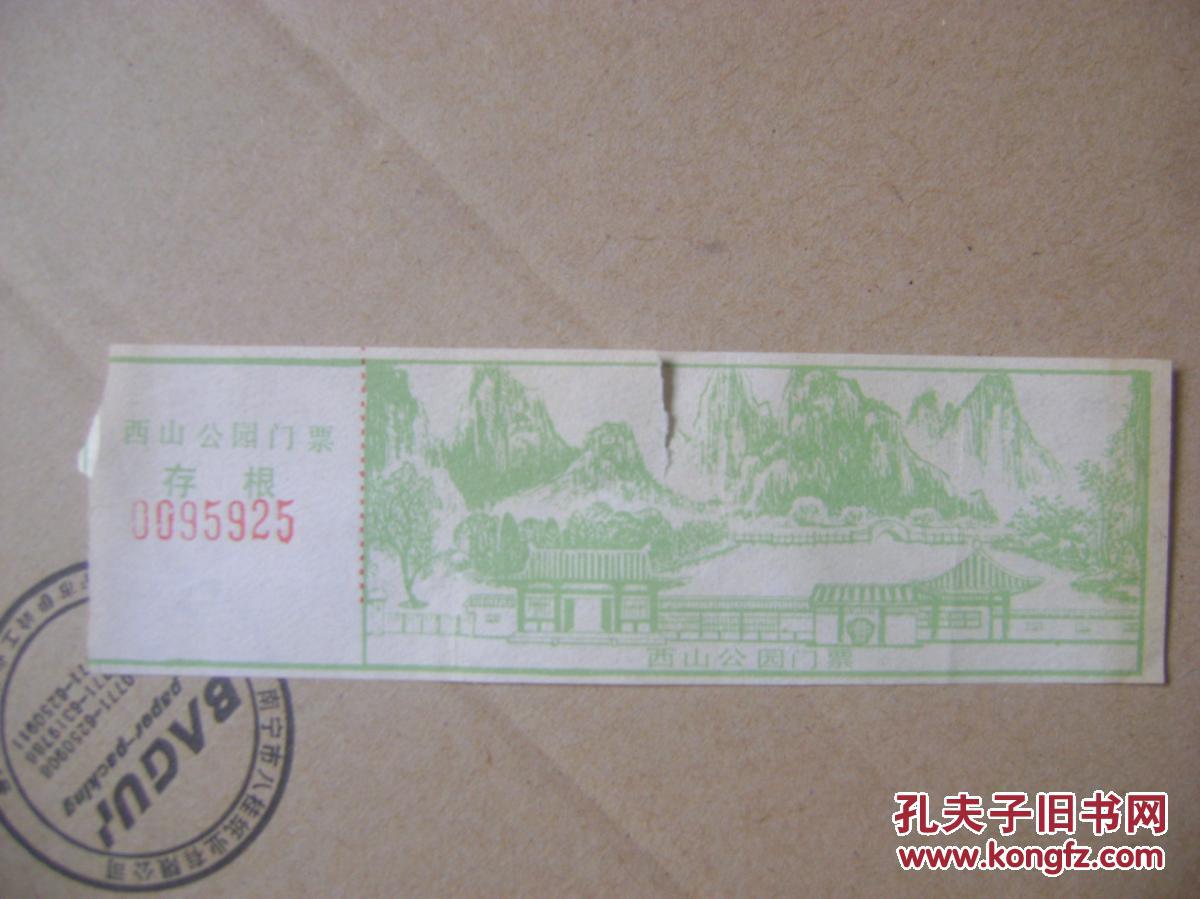 西山公园门票
存根
0095925
西山公园门票
BAGUI
paper-packing
0771-6250908
南宁市八桂纸业有限公司
孔夫子旧书网
www.kongfz.com